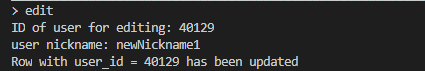 > edit
ID of user for editing: 40129
user nickname: newNickname1
Row with user_id = 40129 has been updated